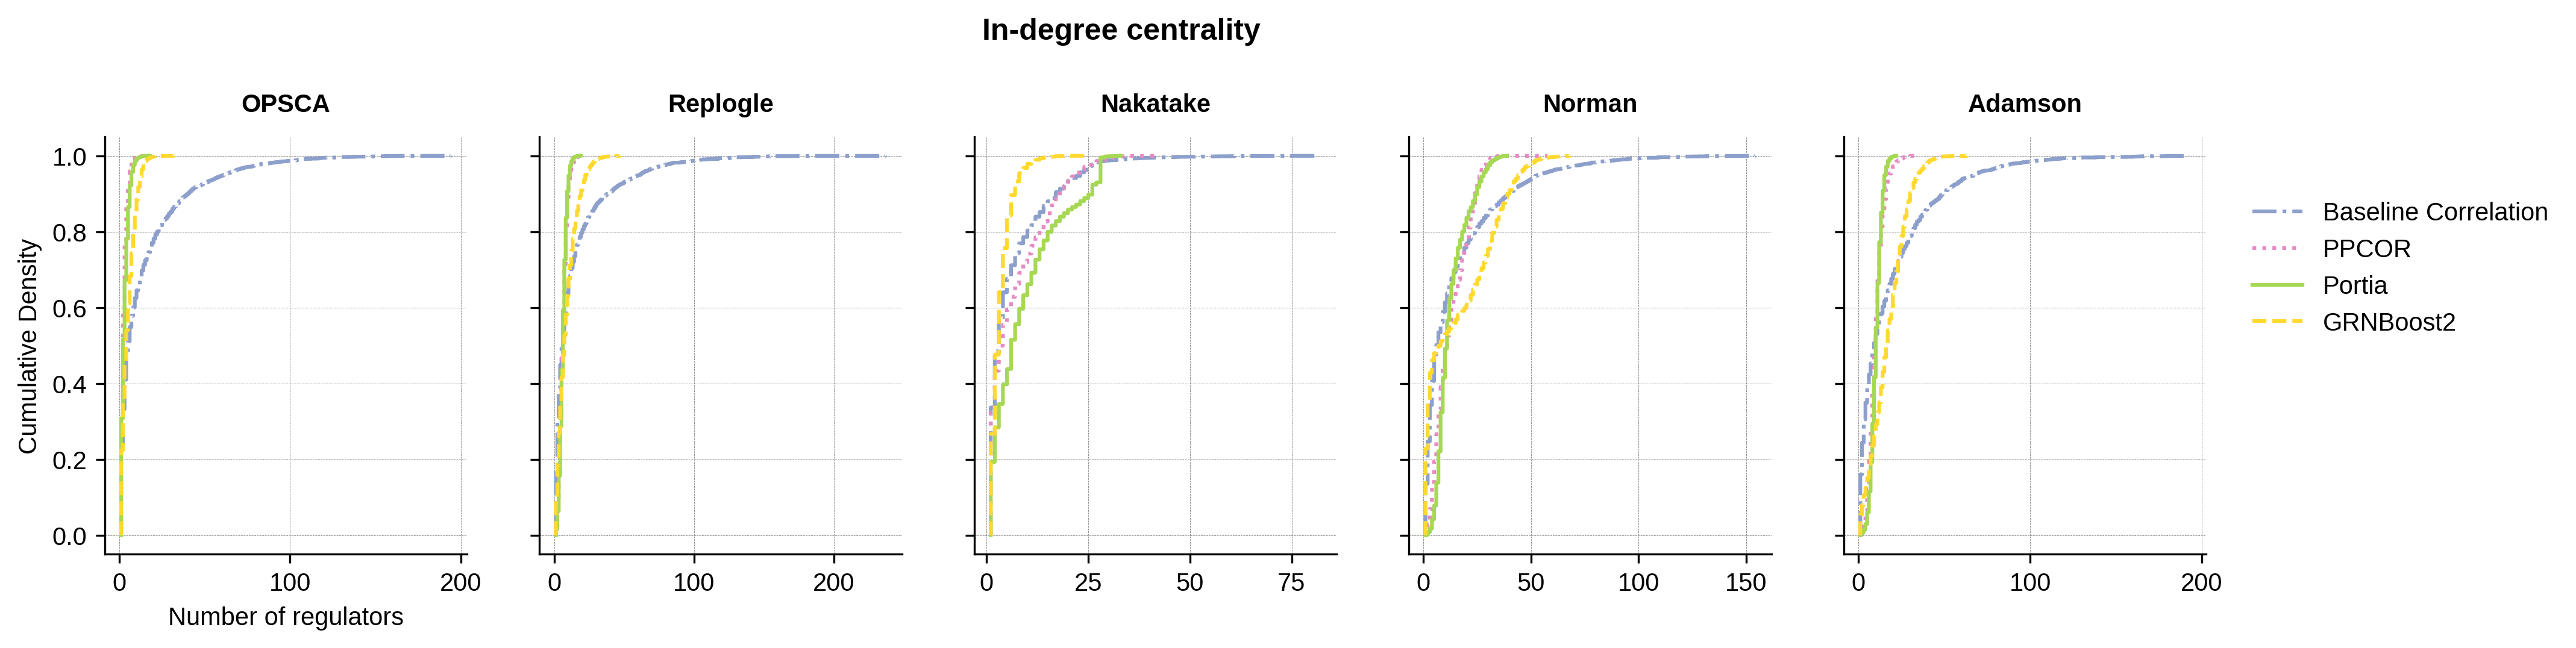 In-degree centrality
OPSCA
Replogle
Nakatake
Norman
Adamson
Cumulative Density
1.0
0.8
0.6
0.4
0.2
0.0
0 100 200
0 100 200
0 25 50 75
0 50 100 150
0 100 200
Number of regulators
Baseline Correlation
PPCOR
Portia
GRNBoost2